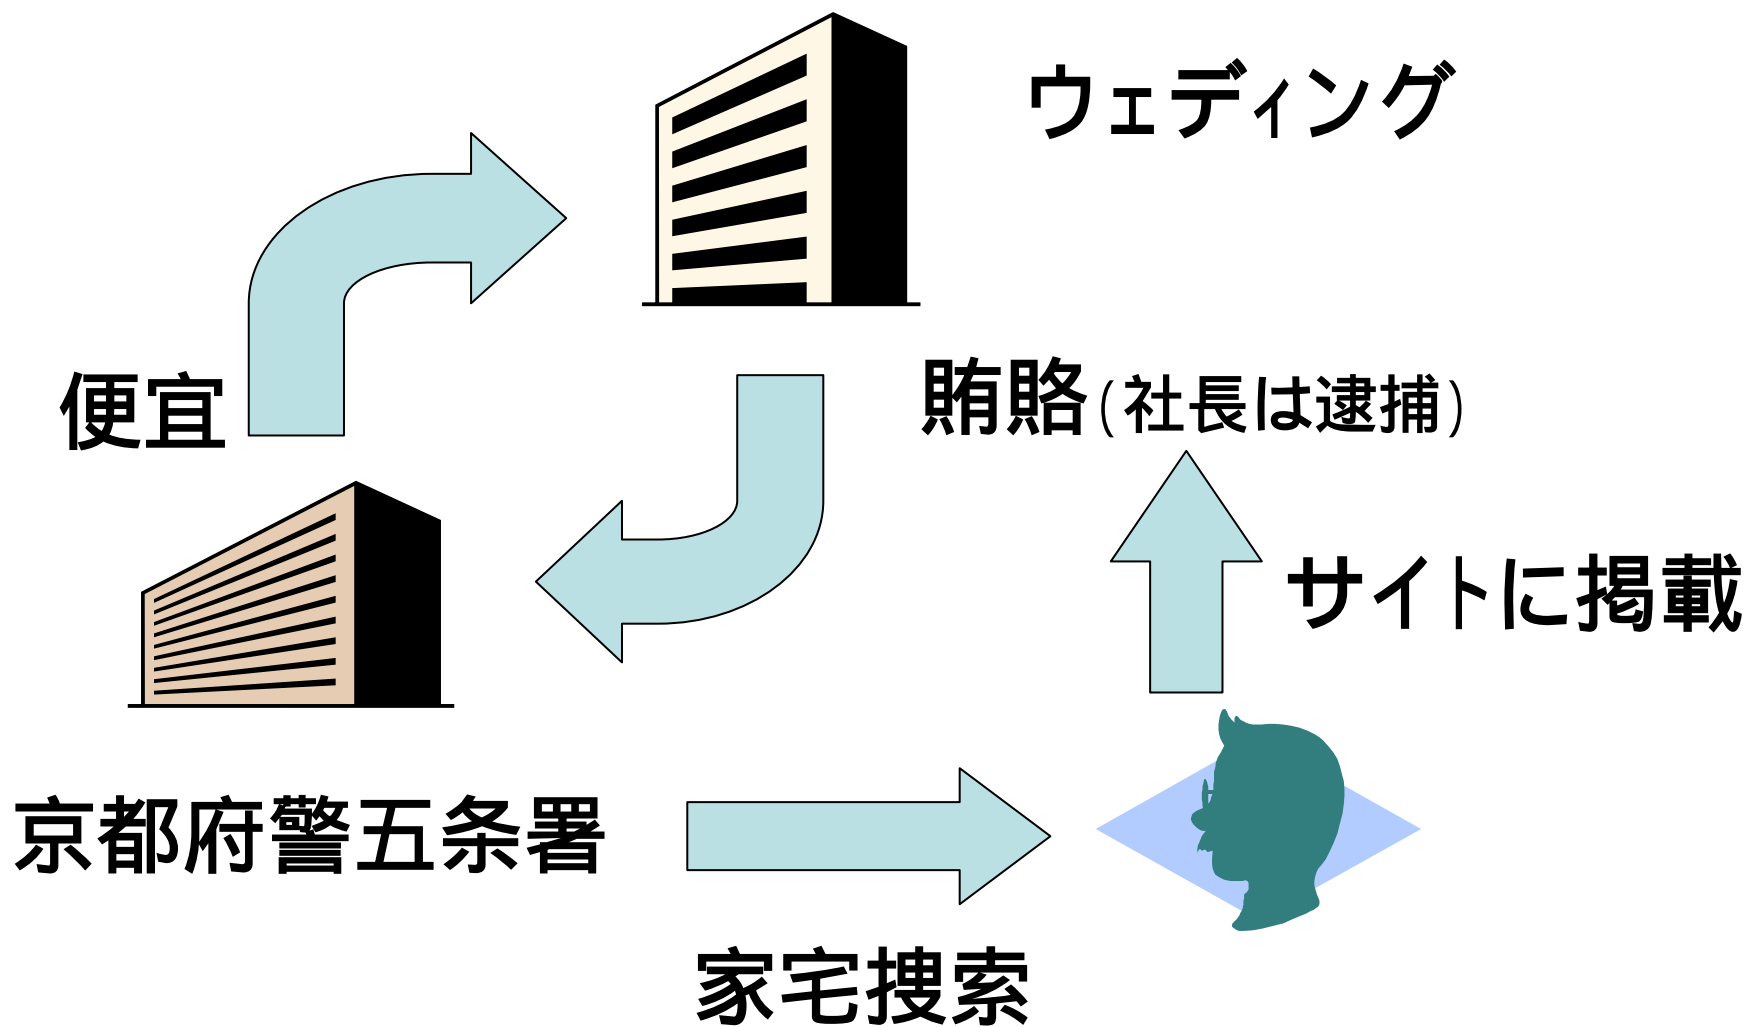 ウェディング
便宜
賄賂(社長は逮捕)
サイトに掲載
京都府警五条署
家宅捜索